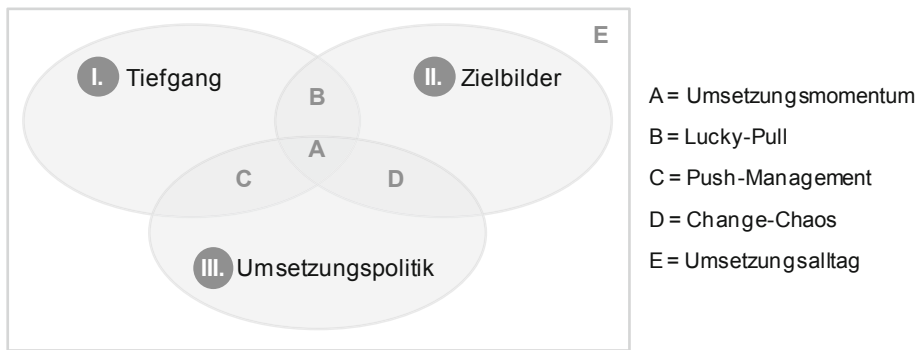 E
I. Tiefgang
II. Zielbilder
B
A
C
D
III. Umsetzungspolitik
A = Umsetzungsmomentum
B = Lucky-Pull
C = Push-Management
D = Change-Chaos
E = Umsetzungsalltag